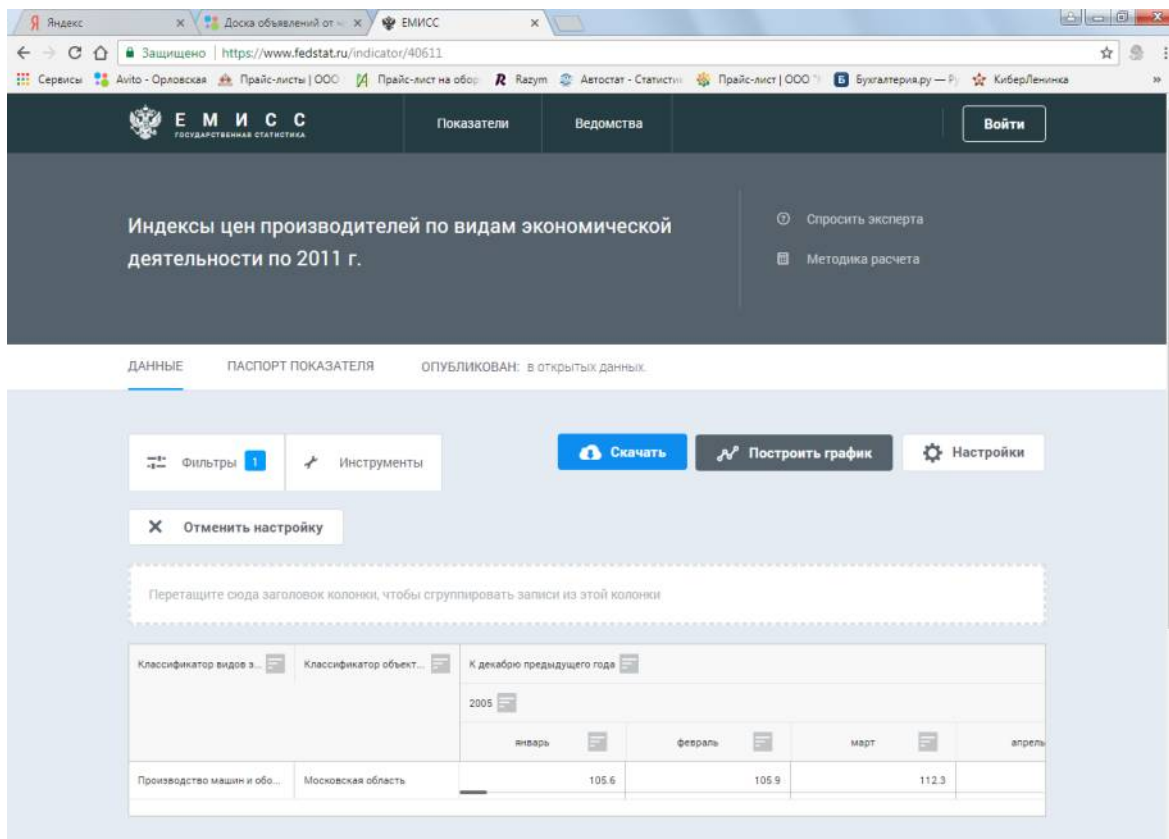 Яндекс
Доска объявлений от
ЕМИСС
Защищено https://www.fedstat.ru/indicator/40611
Сервисы Avito - Орловская Прайс-листы | ООО Прайс-лист на обор Razym Автостат - Статисти Прайс-лист | ООО Бухгалтерия.ру — Р КиберЛенинка
ЕМИСС
ГОСУДАРСТВЕННАЯ СТАТИСТИКА
Показатели
Ведомства
Войти
Индексы цен производителей по видам экономической
деятельности по 2011 г.
Спросить эксперта
Методика расчета
ДАННЫЕ ПАСПОРТ ПОКАЗАТЕЛЯ ОПУБЛИКОВАН: в открытых данных.
Фильтры 1 Инструменты Скачать Построить график Настройки
Отменить настройку
Перетащите сюда заголовок колонки, чтобы сгруппировать записи из этой колонки
Классификатор видов э... Классификатор объект... К декабрю предыдущего года
2005
январь февраль март апрель
Производство машин и обо... Московская область 105.6 105.9 112.3